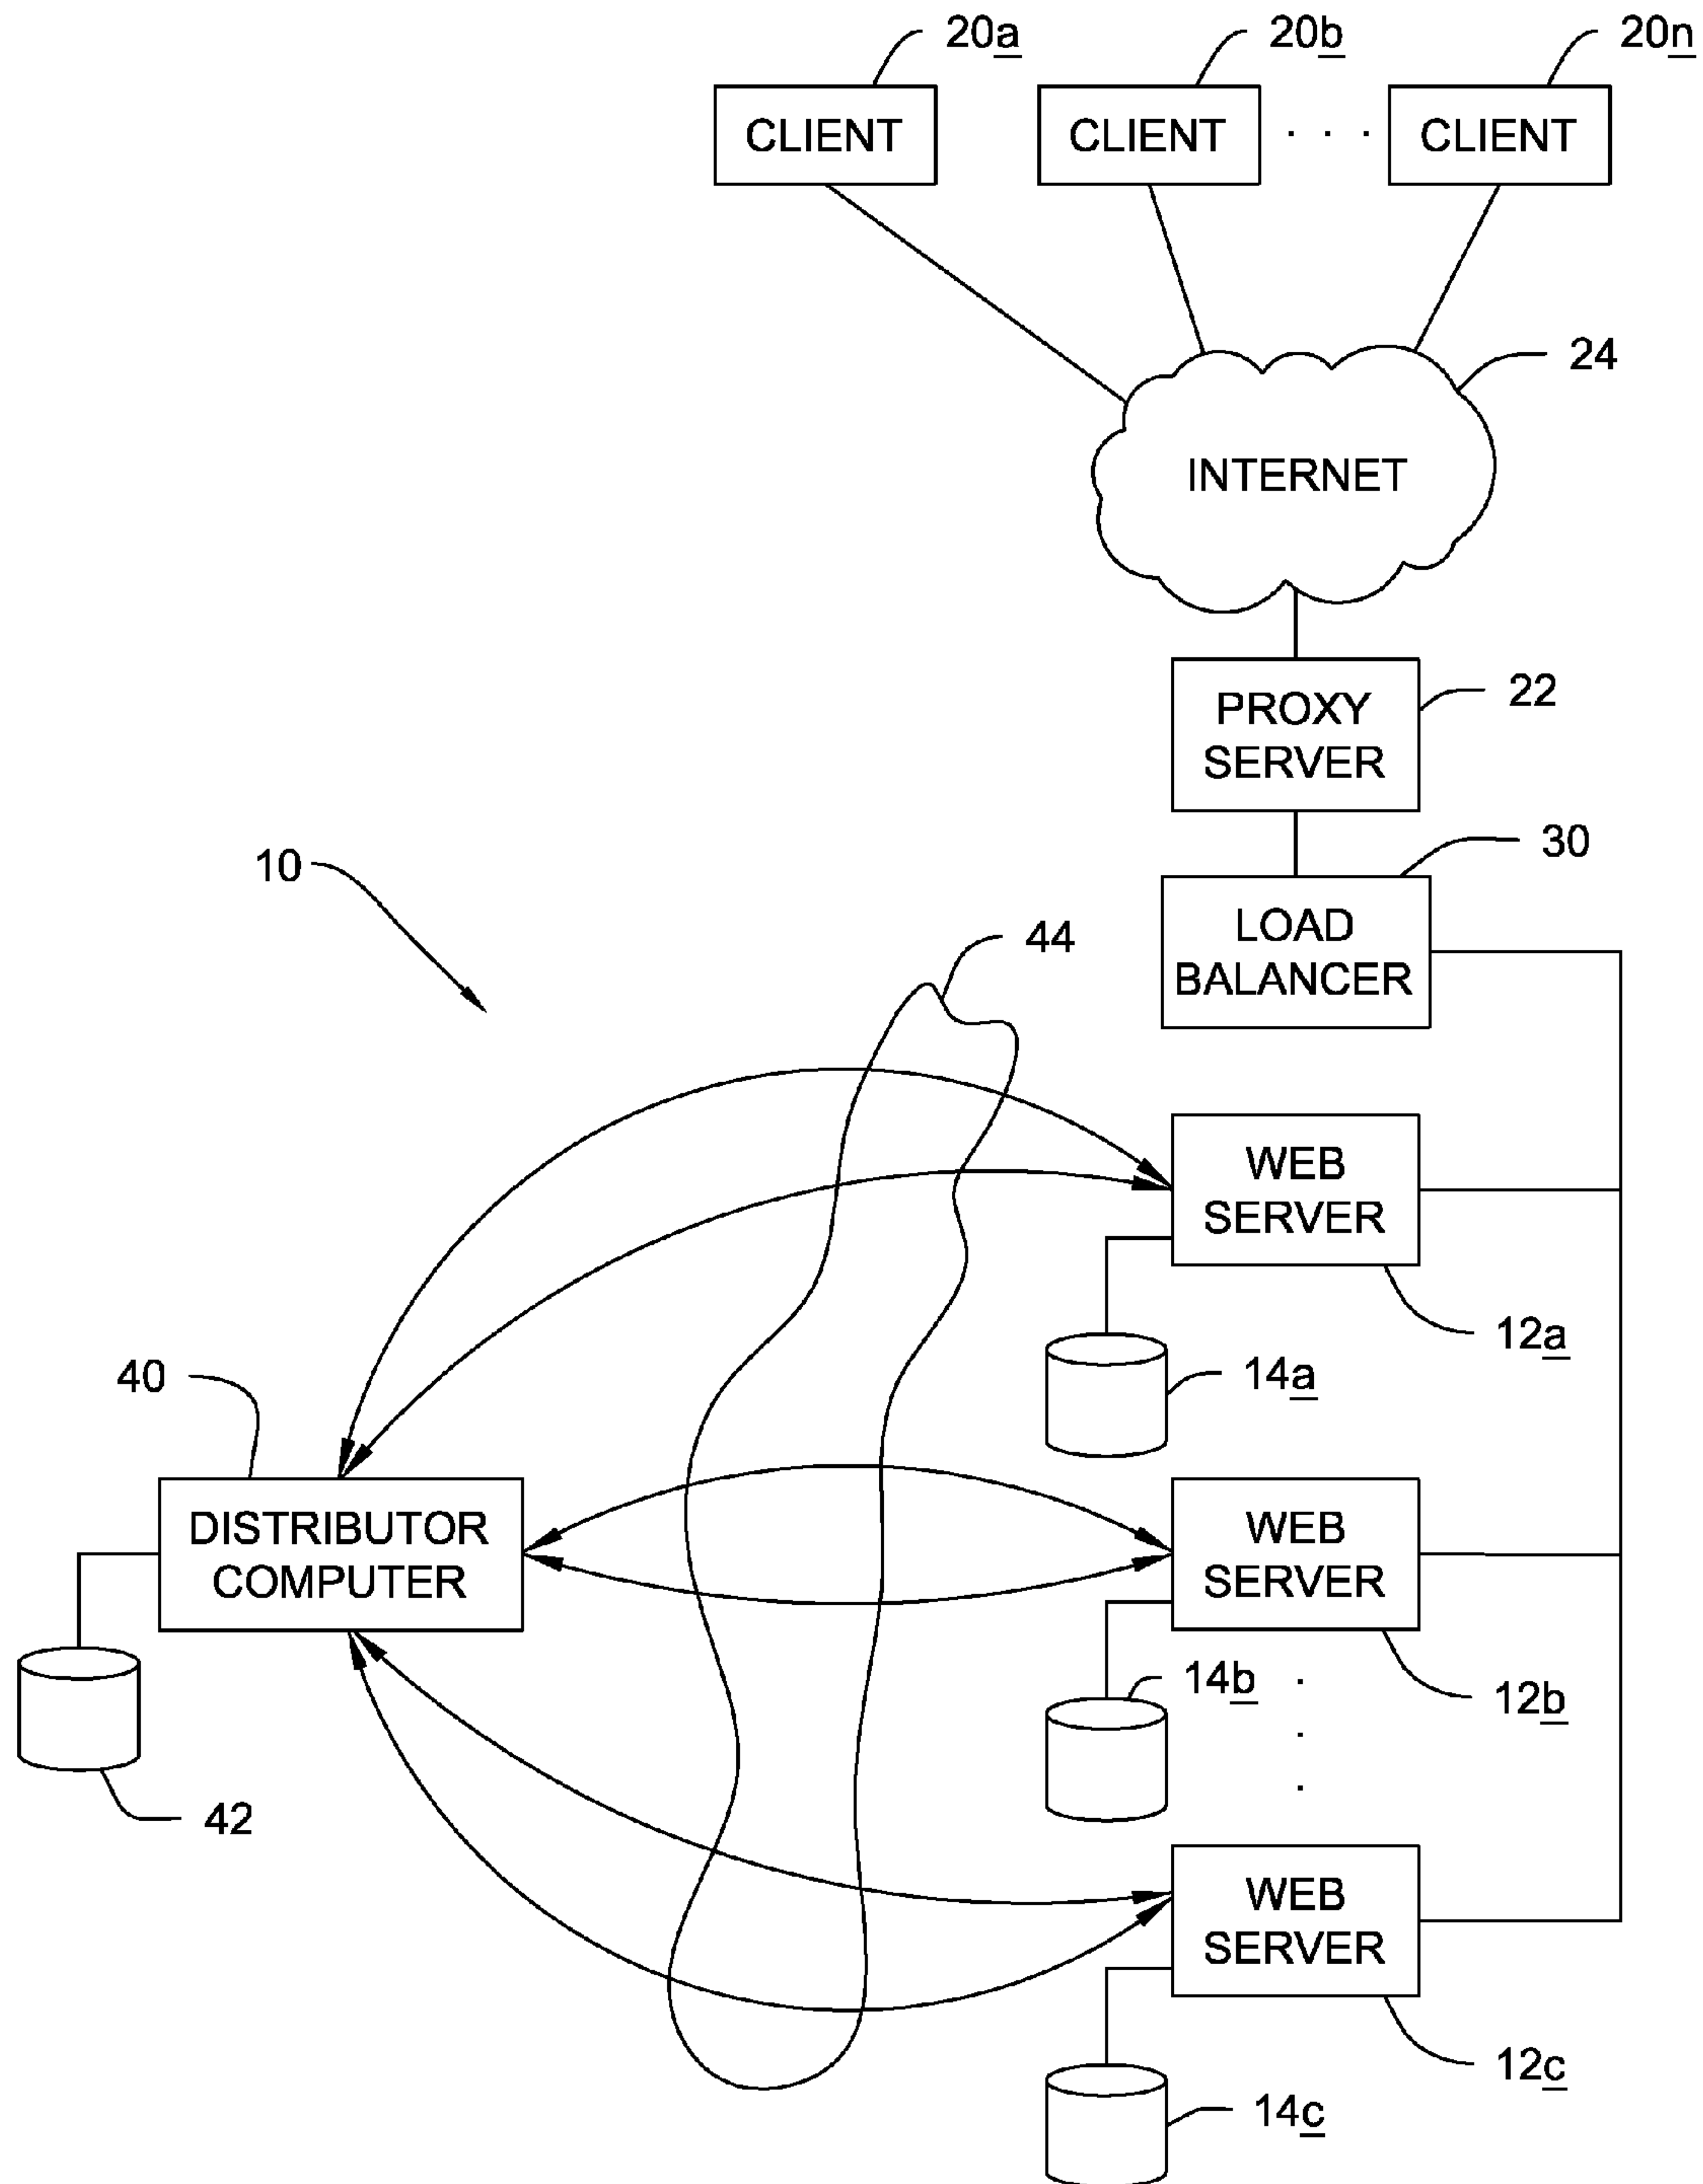 20a 20b 20n
CLIENT CLIENT . . . CLIENT
24
INTERNET
22
PROXY
SERVER
30
10
LOAD
BALANCER
44
WEB
SERVER
12a
14a
40
DISTRIBUTOR
COMPUTER
WEB
SERVER
14b
12b
42
WEB
SERVER
12c
14c